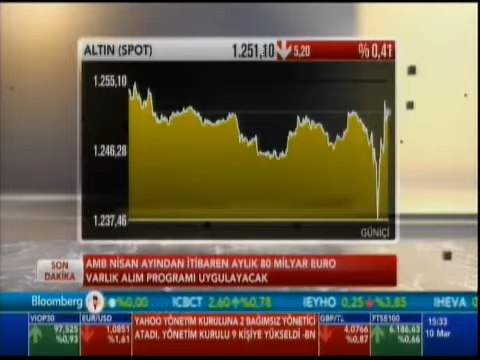 ALTIN (SPOT) 1.251,10 5,20 %0,41
1.255,10
1.246,28
1.237,46
GÜNİÇİ
SON DAKİKA
AMB NİSAN AYINDAN İTİBAREN AYLIK 80 MİLYAR EURO
VARLIK ALIM PROGRAMI UYGULAYACAK
Bloomberg %0,00 ICBCT 2,60 %0,78 IEYHO 0,25 %3,85 IHEVA
VIOP30 97,525 %0,93
EUR/USD 1,0851 %1,61
YAHOO YÖNETİM KURULUNA 2 BAĞIMSIZ YÖNETİCİ
ATADI, YÖNETİM KURULU 9 KİŞİYE YÜKSELDİ -BN
GBP/TL 4,0766 %0,87
FTSE100 6.186,63 %0,66
15:33
10 Mar